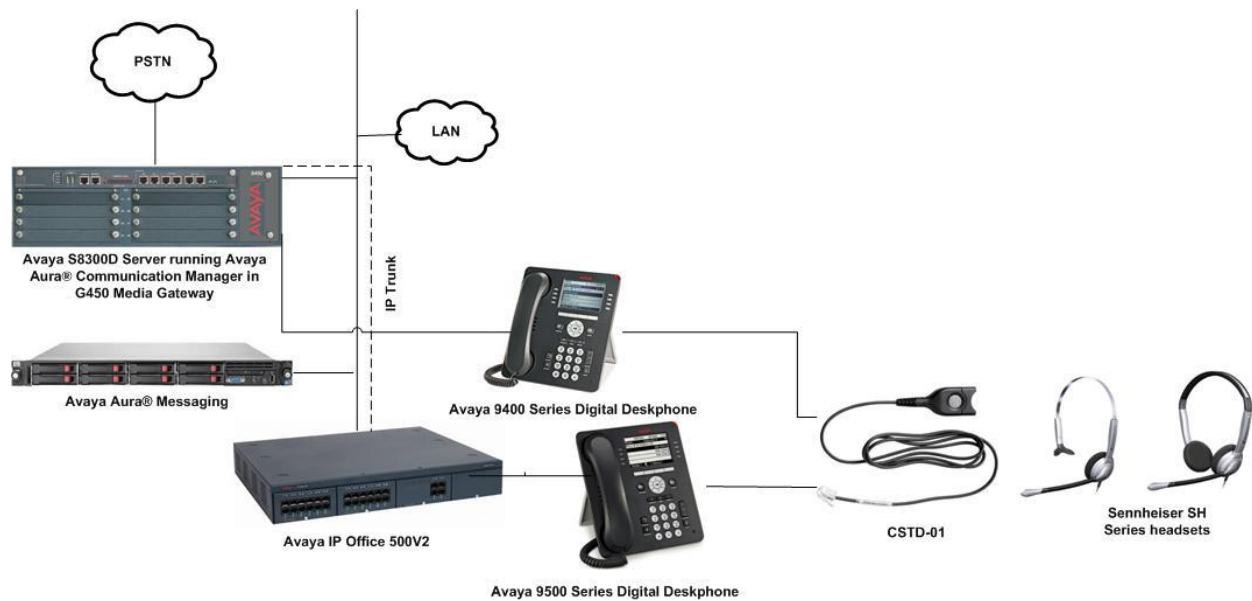 PSTN
LAN
AVAYA
Avaya S8300D Server running Avaya
Aura® Communication Manager in
G450 Media Gateway
IP Trunk
Avaya Aura® Messaging
Avaya 9400 Series Digital Deskphone
Avaya IP Office 500V2
Avaya 9500 Series Digital Deskphone
CSTD-01
Sennheiser SH
Series headsets